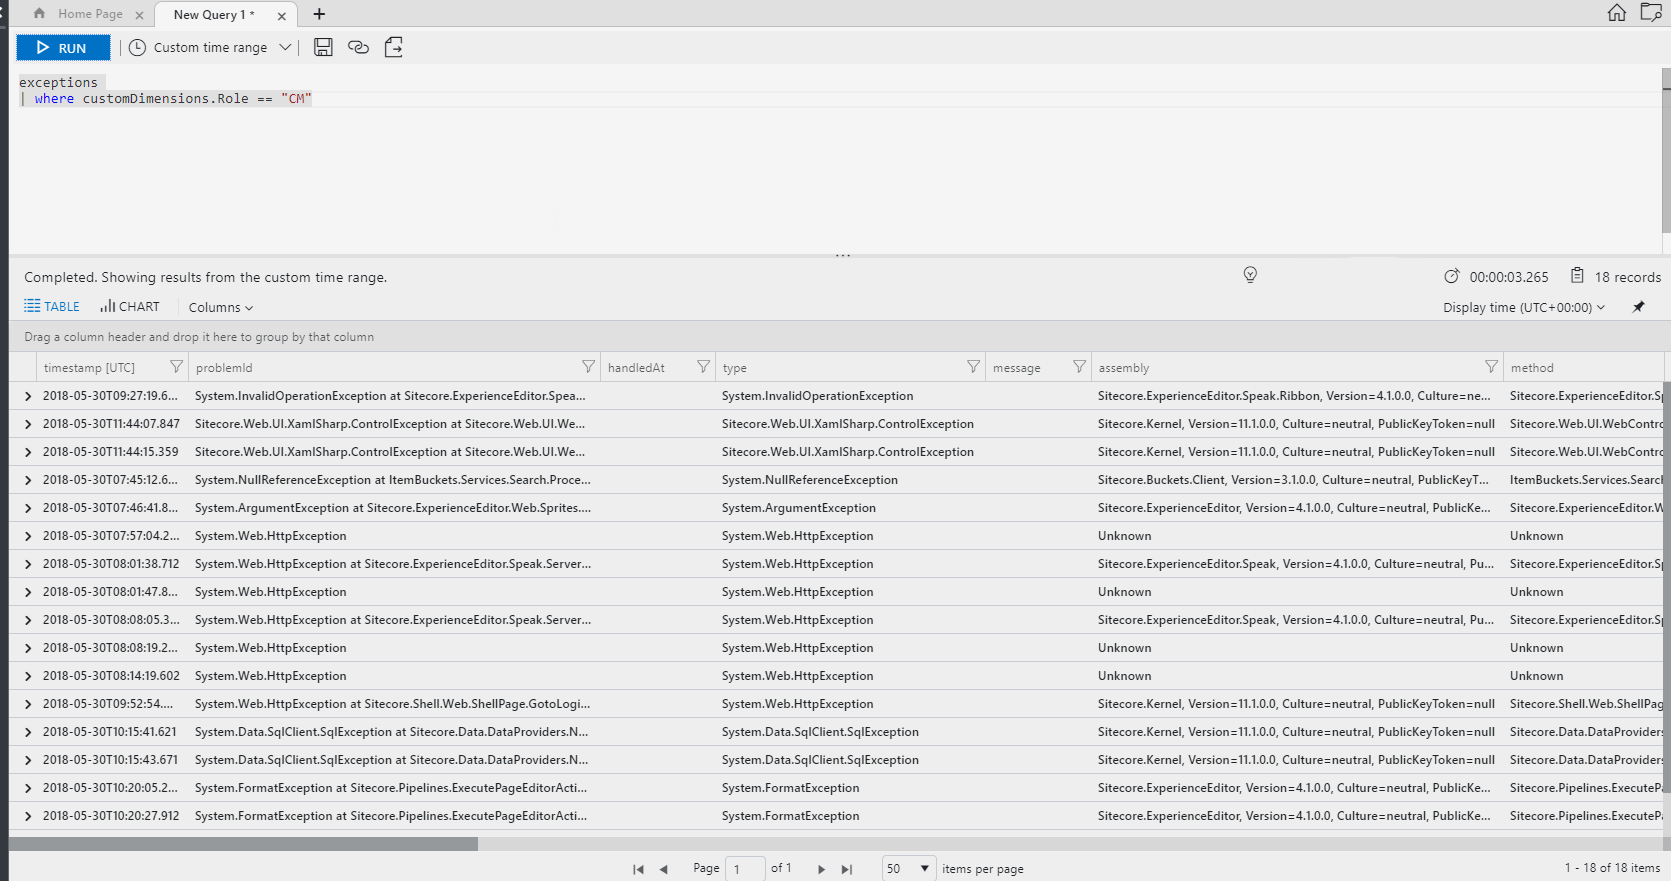 Home Page
New Query 1 *
RUN
Custom time range
exceptions
| where customDimensions.Role == "CM"
Completed. Showing results from the custom time range.
00:00:03.265
18 records
TABLE
CHART
Columns
Display time (UTC+00:00)
Drag a column header and drop it here to group by that column
timestamp [UTC] problemId handledAt type message assembly method
2018-05-30T09:27:19.6... System.InvalidOperationException at Sitecore.ExperienceEditor.Spea... System.InvalidOperationException Sitecore.ExperienceEditor.Speak.Ribbon, Version=4.1.0.0, Culture=ne... Sitecore.ExperienceEditor.Sp
2018-05-30T11:44:07.847 Sitecore.Web.UI.XamlSharp.ControlException at Sitecore.Web.UI.We... Sitecore.Web.UI.XamlSharp.ControlException Sitecore.Kernel, Version=11.1.0.0, Culture=neutral, PublicKeyToken=null Sitecore.Web.UI.WebContro
2018-05-30T11:44:15.359 Sitecore.Web.UI.XamlSharp.ControlException at Sitecore.Web.UI.We... Sitecore.Web.UI.XamlSharp.ControlException Sitecore.Kernel, Version=11.1.0.0, Culture=neutral, PublicKeyToken=null Sitecore.Web.UI.WebContro
2018-05-30T07:45:12.6... System.NullReferenceException at ItemBuckets.Services.Search.Proce... System.NullReferenceException Sitecore.Buckets.Client, Version=3.1.0.0, Culture=neutral, PublicKeyT... ItemBuckets.Services.Search
2018-05-30T07:46:41.8... System.ArgumentException at Sitecore.ExperienceEditor.Web.Sprites.... System.ArgumentException Sitecore.ExperienceEditor, Version=4.1.0.0, Culture=neutral, PublicKe... Sitecore.ExperienceEditor.W
2018-05-30T07:57:04.2... System.Web.HttpException System.Web.HttpException Unknown Unknown
2018-05-30T08:01:38.712 System.Web.HttpException at Sitecore.ExperienceEditor.Speak.Server... System.Web.HttpException Sitecore.ExperienceEditor.Speak, Version=4.1.0.0, Culture=neutral, Pu... Sitecore.ExperienceEditor.Sp
2018-05-30T08:01:47.8... System.Web.HttpException System.Web.HttpException Unknown Unknown
2018-05-30T08:08:05.3... System.Web.HttpException at Sitecore.ExperienceEditor.Speak.Server... System.Web.HttpException Sitecore.ExperienceEditor.Speak, Version=4.1.0.0, Culture=neutral, Pu... Sitecore.ExperienceEditor.Sp
2018-05-30T08:08:19.2... System.Web.HttpException System.Web.HttpException Unknown Unknown
2018-05-30T08:14:19.602 System.Web.HttpException System.Web.HttpException Unknown Unknown
2018-05-30T09:52:54.... System.Web.HttpException at Sitecore.Shell.Web.ShellPage.GotoLogi... System.Web.HttpException Sitecore.Kernel, Version=11.1.0.0, Culture=neutral, PublicKeyToken=null Sitecore.Shell.Web.ShellPag
2018-05-30T10:15:41.621 System.Data.SqlClient.SqlException at Sitecore.Data.DataProviders.N... System.Data.SqlClient.SqlException Sitecore.Kernel, Version=11.1.0.0, Culture=neutral, PublicKeyToken=null Sitecore.Data.DataProviders
2018-05-30T10:15:43.671 System.Data.SqlClient.SqlException at Sitecore.Data.DataProviders.N... System.Data.SqlClient.SqlException Sitecore.Kernel, Version=11.1.0.0, Culture=neutral, PublicKeyToken=null Sitecore.Data.DataProviders
2018-05-30T10:20:05.2... System.FormatException at Sitecore.Pipelines.ExecutePageEditorActi... System.FormatException Sitecore.ExperienceEditor, Version=4.1.0.0, Culture=neutral, PublicKe... Sitecore.Pipelines.ExecuteP
2018-05-30T10:20:27.912 System.FormatException at Sitecore.Pipelines.ExecutePageEditorActi... System.FormatException Sitecore.ExperienceEditor, Version=4.1.0.0, Culture=neutral, PublicKe... Sitecore.Pipelines.ExecuteP
Page 1 of 1 50 items per page 1 - 18 of 18 items